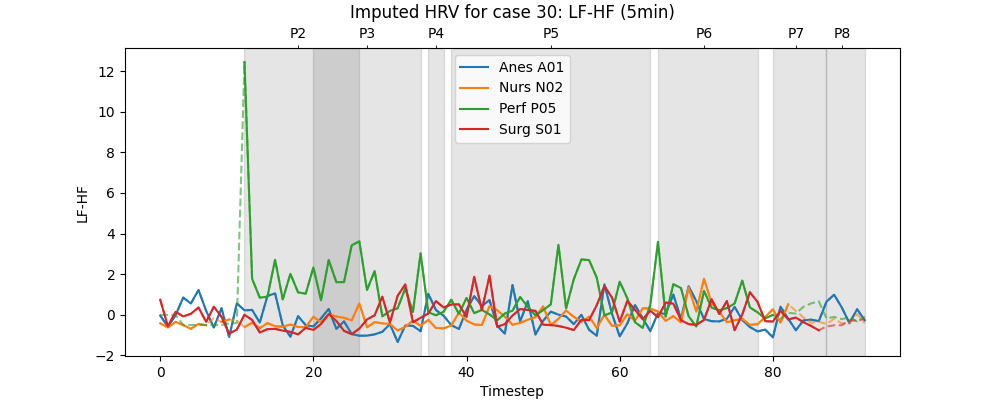 Imputed HRV for case 30: LF-HF (5min)
P2 P3 P4 P5 P6 P7 P8
Anes A01
Nurs N02
Perf P05
Surg S01
LF-HF
12
10
8
6
4
2
0
−2
0 20 40 60 80
Timestep